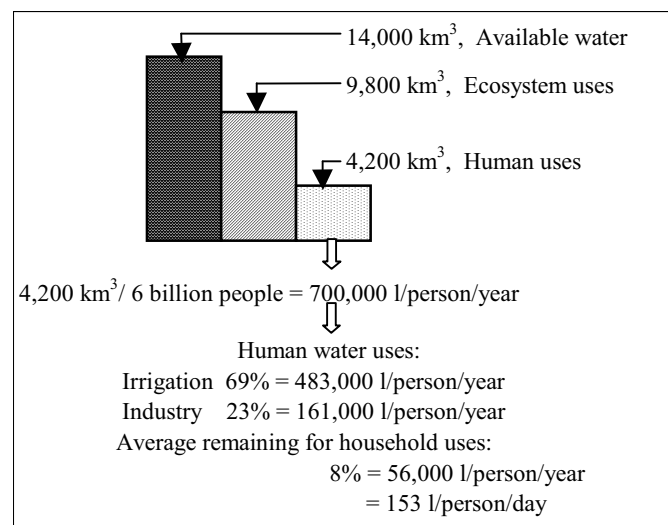 14,000 km³, Available water
9,800 km³, Ecosystem uses
4,200 km³, Human uses
4,200 km³/ 6 billion people = 700,000 l/person/year
Human water uses:
Irrigation 69% = 483,000 l/person/year
Industry 23% = 161,000 l/person/year
Average remaining for household uses:
8% = 56,000 l/person/year
= 153 l/person/day